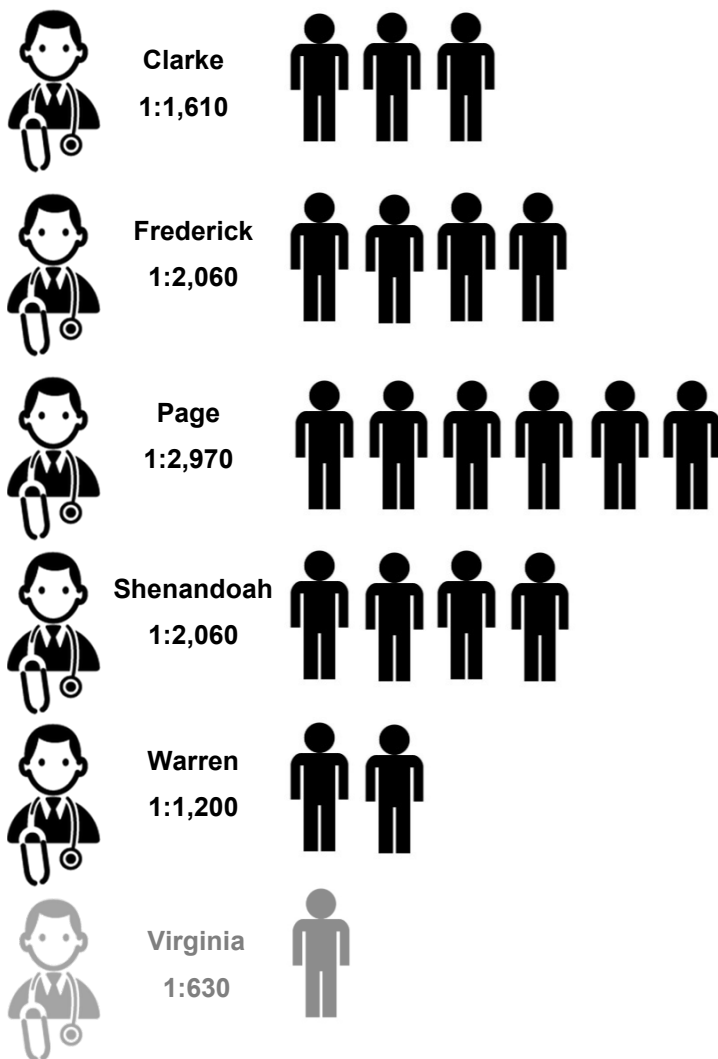 Clarke
1:1,610
Frederick
1:2,060
Page
1:2,970
Shenandoah
1:2,060
Warren
1:1,200
Virginia
1:630